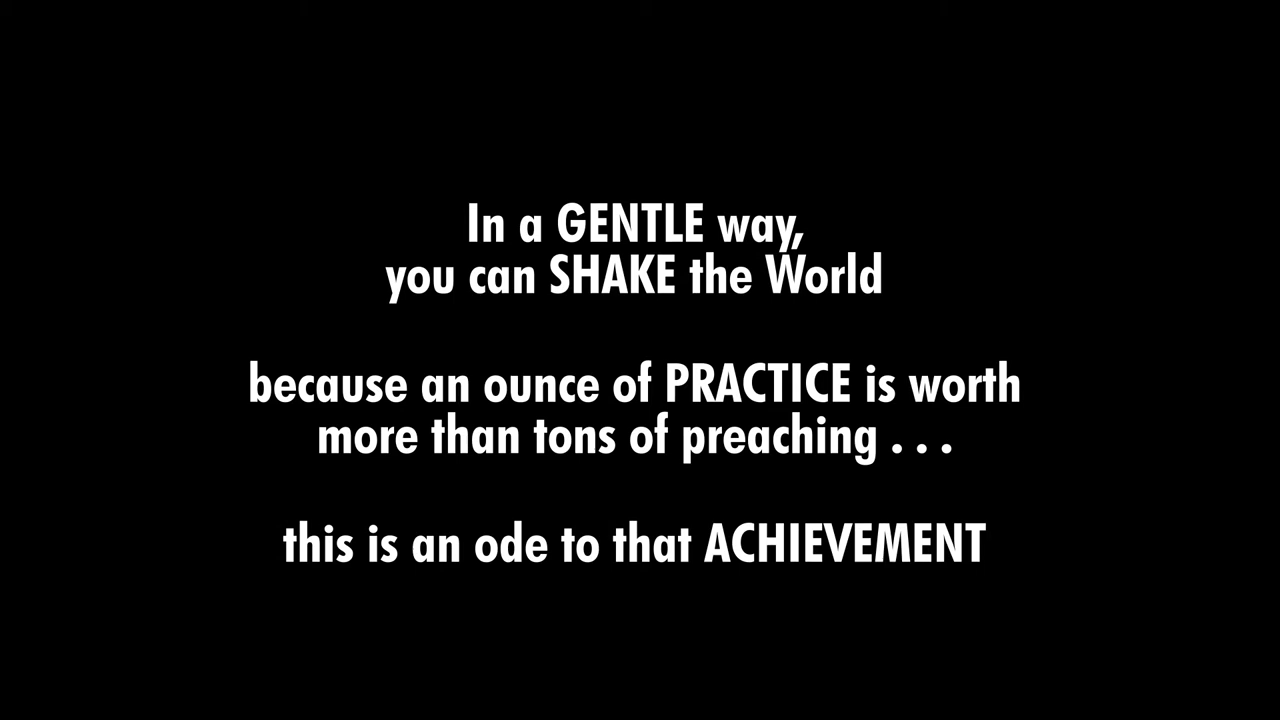 In a GENTLE way,
you can SHAKE the World
because an ounce of PRACTICE is worth
more than tons of preaching . . .
this is an ode to that ACHIEVEMENT